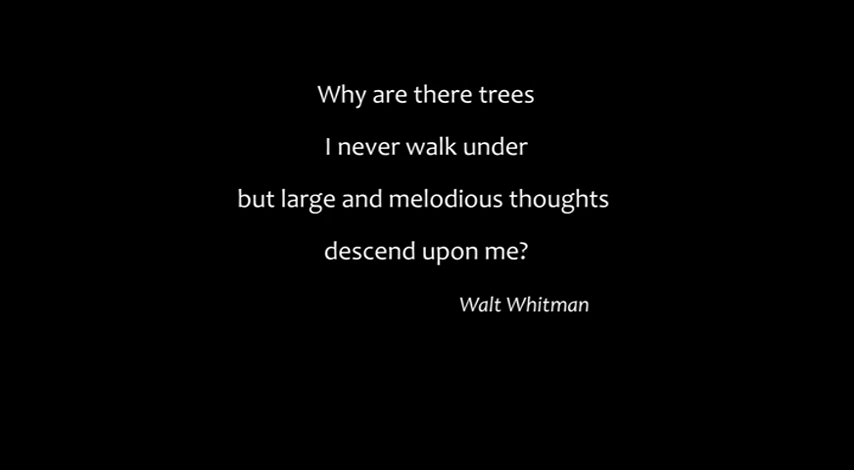 Why are there trees
I never walk under
but large and melodious thoughts
descend upon me?
Walt Whitman